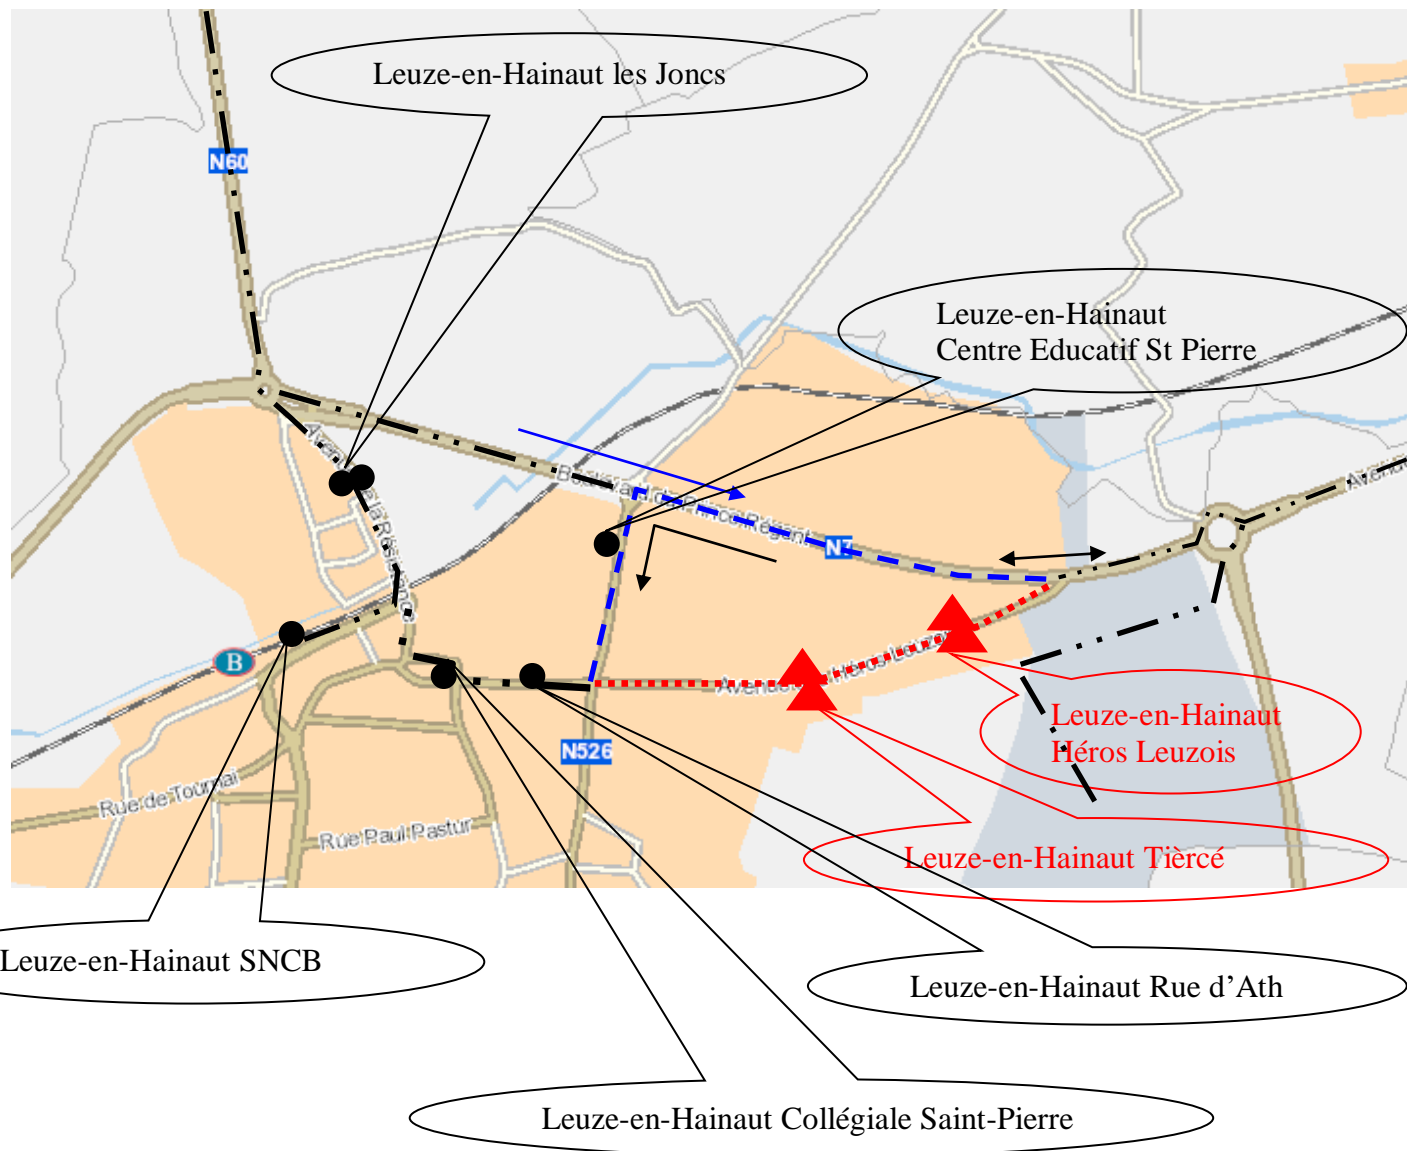 Leuze-en-Hainaut les Joncs
N60
Leuze-en-Hainaut
Centre Educatif St Pierre
N7
B
Héros Leuzo
Leuze-en-Hainaut
Héros Leuzois
N526
Rue de Tournai
Rue Paul Pastur
Leuze-en-Hainaut Tièrcé
Leuze-en-Hainaut SNCB
Leuze-en-Hainaut Rue d’Ath
Leuze-en-Hainaut Collégiale Saint-Pierre